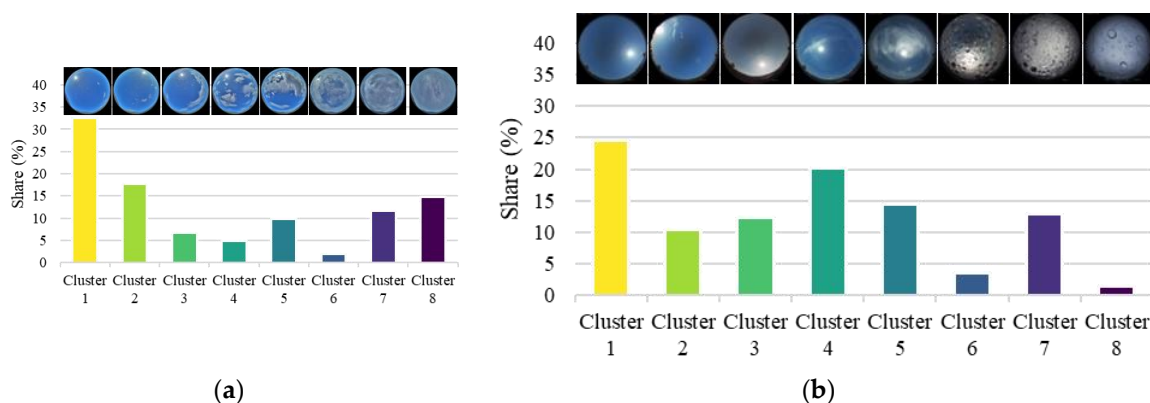 40
35
30
25
20
15
10
5
0
Share (%)
Cluster 1
Cluster 2
Cluster 3
Cluster 4
Cluster 5
Cluster 6
Cluster 7
Cluster 8
(a)
40
35
30
25
20
15
10
5
0
Share (%)
Cluster 1
Cluster 2
Cluster 3
Cluster 4
Cluster 5
Cluster 6
Cluster 7
Cluster 8
(b)